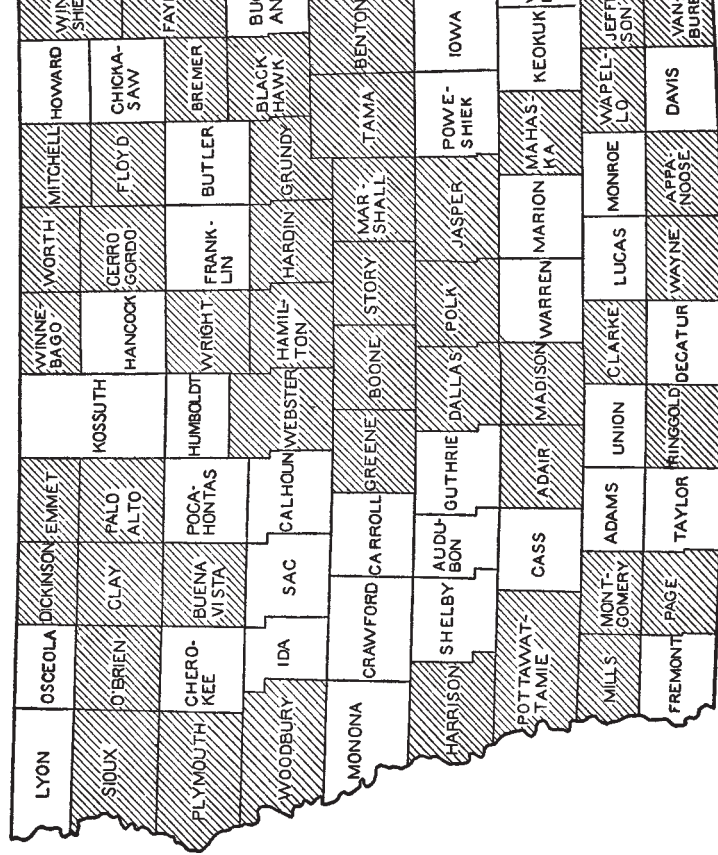 LYON
OSCEOLA
DICKINSON
EMMET
KOSSUTH
WINNE-
BAGO
WORTH
MITCHELL
HOWARD
WIN
SHIE
SIOUX
O'BRIEN
CLAY
PALO
ALTO
HANCOCK
CERRO
GORDO
FLOYD
CHICKA-
SAW
PLYMOUTH
CHERO-
KEE
BUENA
VISTA
POCA-
HONTAS
HUMBOLDT
WRIGHT
FRANK-
LIN
BUTLER
BREMER
FAY
WOODBURY
IDA
SAC
CALHOUN
WEBSTER
HAMIL-
TON
HARDIN
GRUNDY
BLACK
HAWK
BU
AN
MONONA
CRAWFORD
CARROLL
GREENE
BOONE
STORY
MAR-
SHALL
TAMA
BENTON
HARRISON
SHELBY
AUDU-
BON
GUTHRIE
DALLAS
POLK
JASPER
POWE-
SHIEK
IOWA
POTTAWAT-
TAMIE
CASS
ADAIR
MADISON
WARREN
MARION
MAHAS-
KA
KEOKUK
MILLS
MONT-
GOMERY
ADAMS
UNION
CLARKE
LUCAS
MONROE
WAPEL-
LO
JEFF
SON
FREMONT
PAGE
TAYLOR
RINGGOLD
DECATUR
WAYNE
APPA-
NOOSE
DAVIS
VAN-
BURE